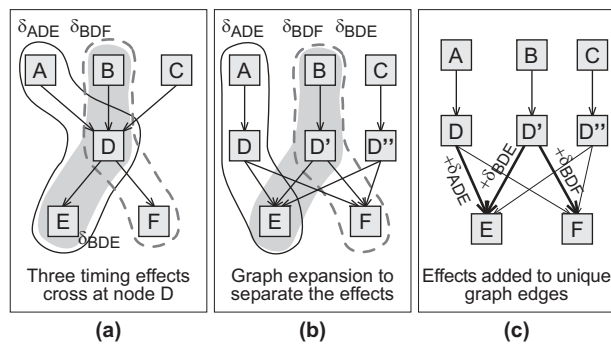 δADE δBDF
A B C
D
E F
δBDE
Three timing effects
cross at node D
(a)
δBDF δBDE
δADE
A B C
D D' D''
E F
Graph expansion to
separate the effects
(b)
A B C
D D' D''
+δADE +δBDE +δBDF
E F
Effects added to unique
graph edges
(c)